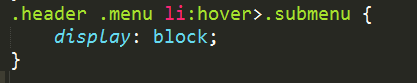 .header .menu li:hover>.submenu {
    display: block;
}